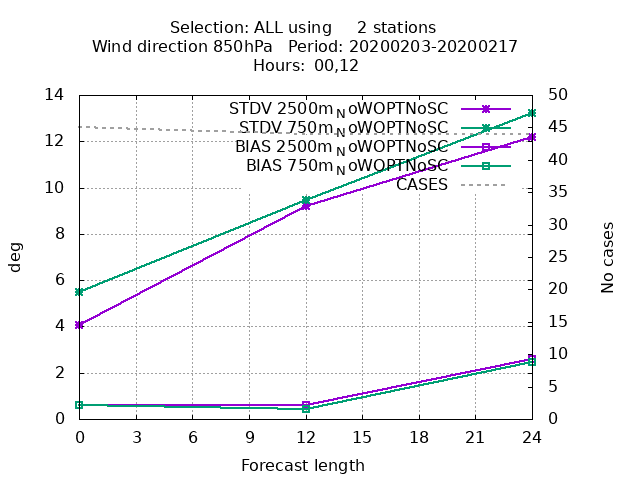 Selection: ALL using 2 stations
Wind direction 850hPa Period: 20200203-20200217
Hours: 00,12
14 50
12 45
10 40
8 35
6 30
4 25
2 20
0 15
10
5
0
STDV 2500m_NoWOPTNoSC
STDV 750m_NoWOPTNoSC
BIAS 2500m_NoWOPTNoSC
BIAS 750m_NoWOPTNoSC
CASES
deg
No cases
0 3 6 9 12 15 18 21 24
Forecast length